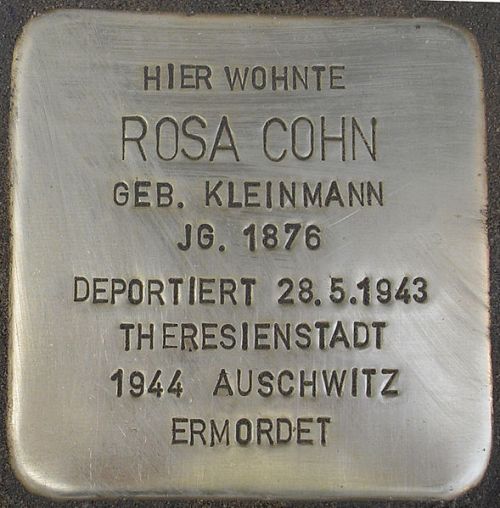 HIER WOHNTE
ROSA COHN
GEB. KLEINMANN
JG. 1876
DEPORTIERT 28.5.1943
THERESIENSTADT
1944 AUSCHWITZ
ERMORDET